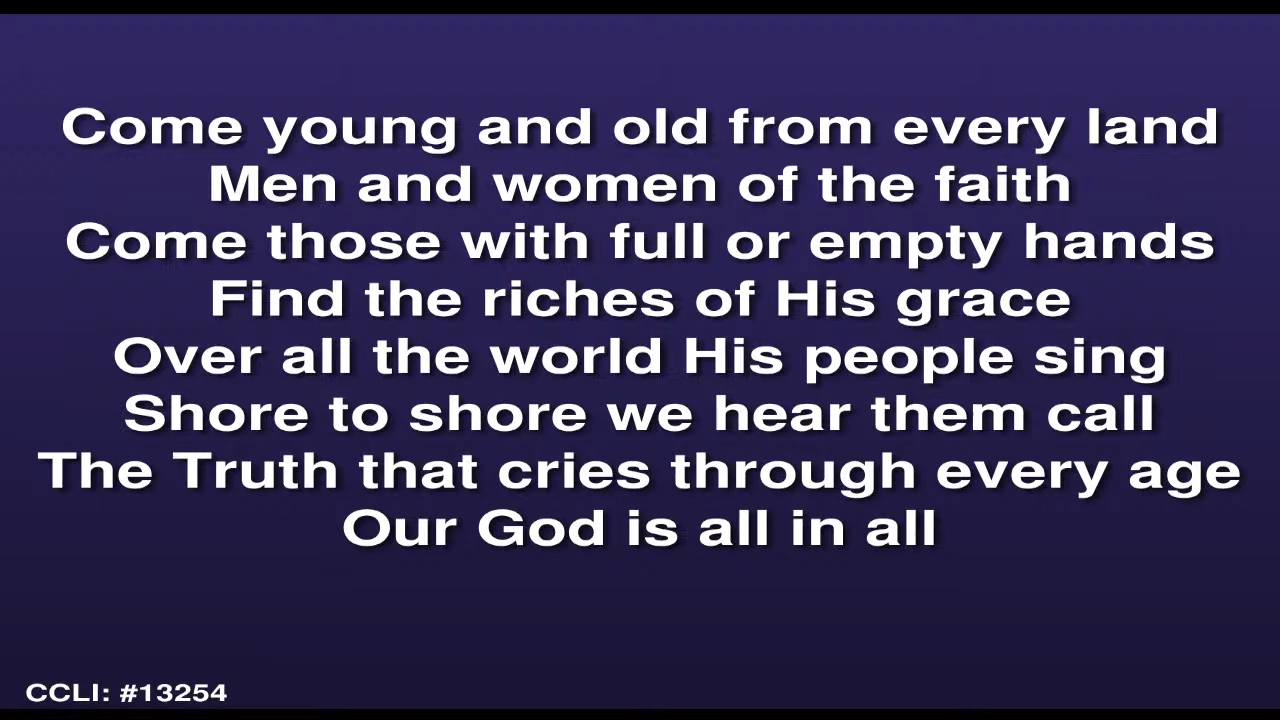 Come young and old from every land
Men and women of the faith
Come those with full or empty hands
Find the riches of His grace
Over all the world His people sing
Shore to shore we hear them call
The Truth that cries through every age
Our God is all in all
CCLI: #13254